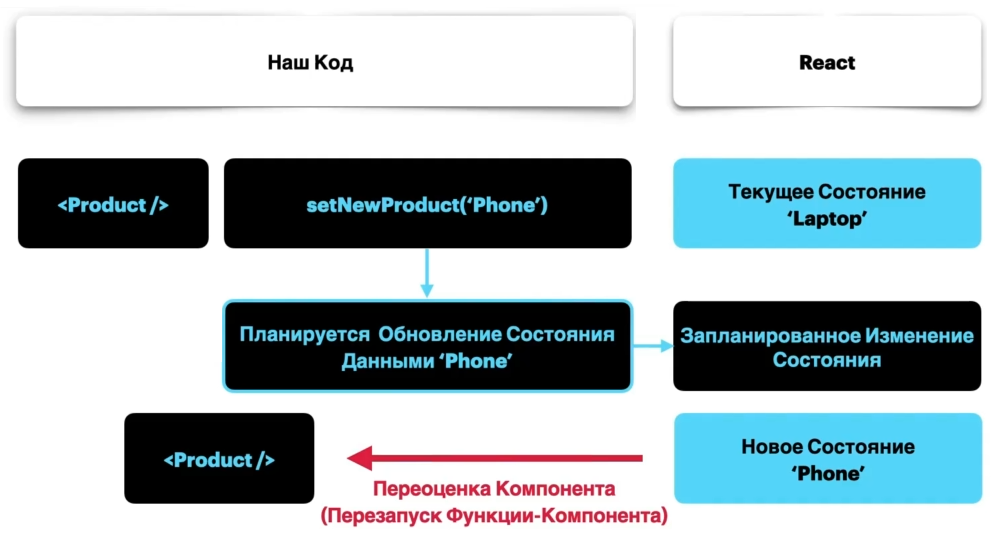 Наш Код
React
<Product />
setNewProduct(‘Phone’)
Текущее Состояние
‘Laptop’
Планируется Обновление Состояния
Данными ‘Phone’
Запланированное Изменение
Состояния
<Product />
Новое Состояние
‘Phone’
Переоценка Компонента
(Перезапуск Функции-Компонента)